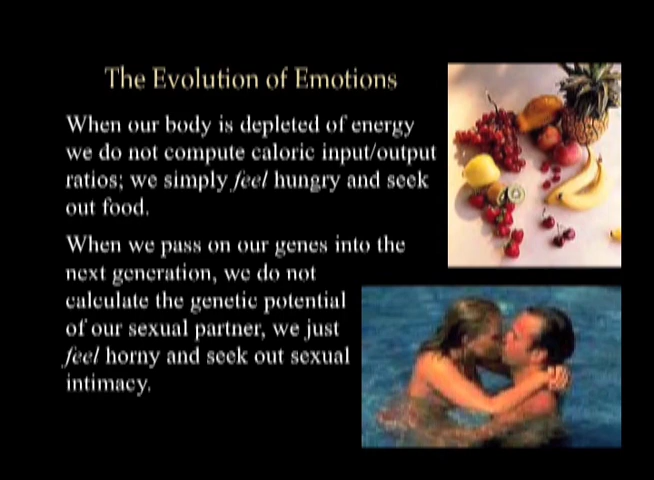 The Evolution of Emotions
When our body is depleted of energy
we do not compute caloric input/output
ratios; we simply feel hungry and seek
out food.
When we pass on our genes into the
next generation, we do not
calculate the genetic potential
of our sexual partner, we just
feel horny and seek out sexual
intimacy.